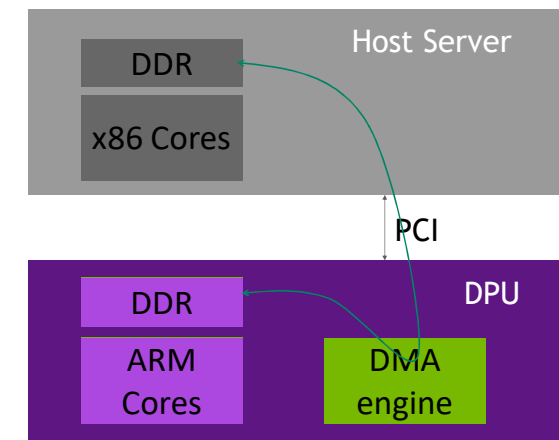 Host Server
DDR
x86 Cores
PCI
DPU
DDR
ARM
Cores
DMA
engine